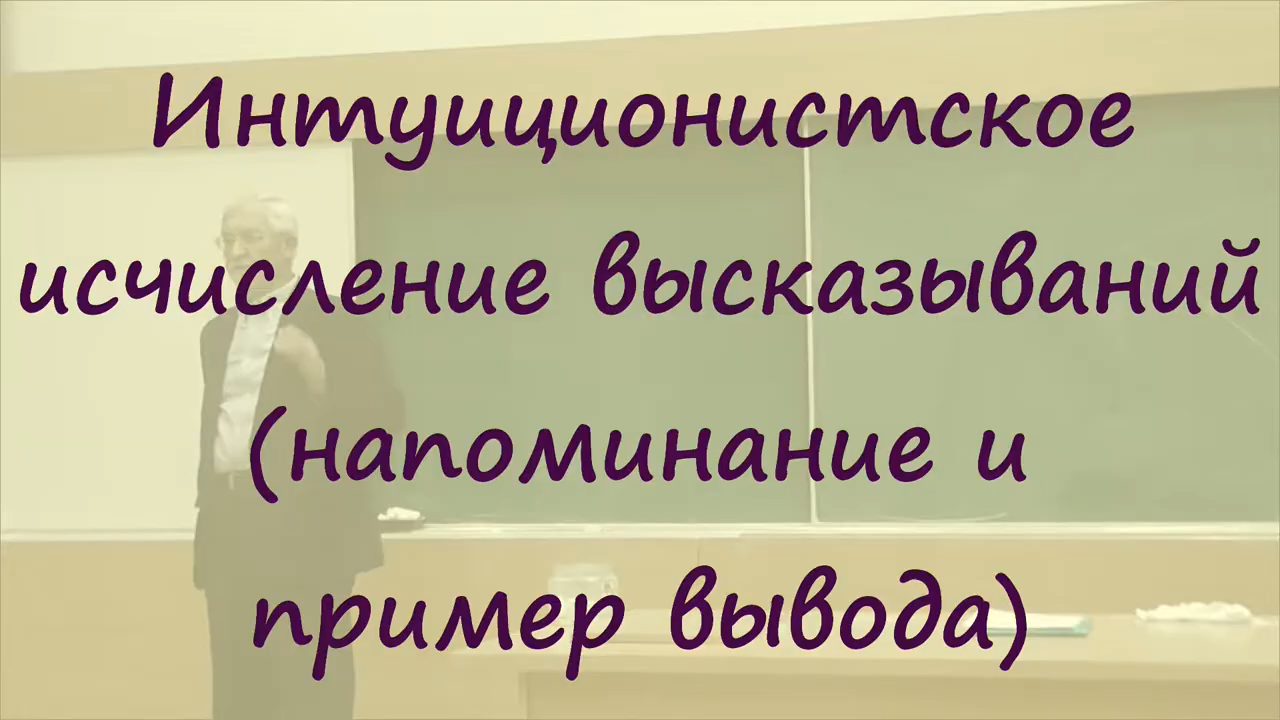 Интуиционистское
исчисление высказываний
(напоминание и
пример вывода)